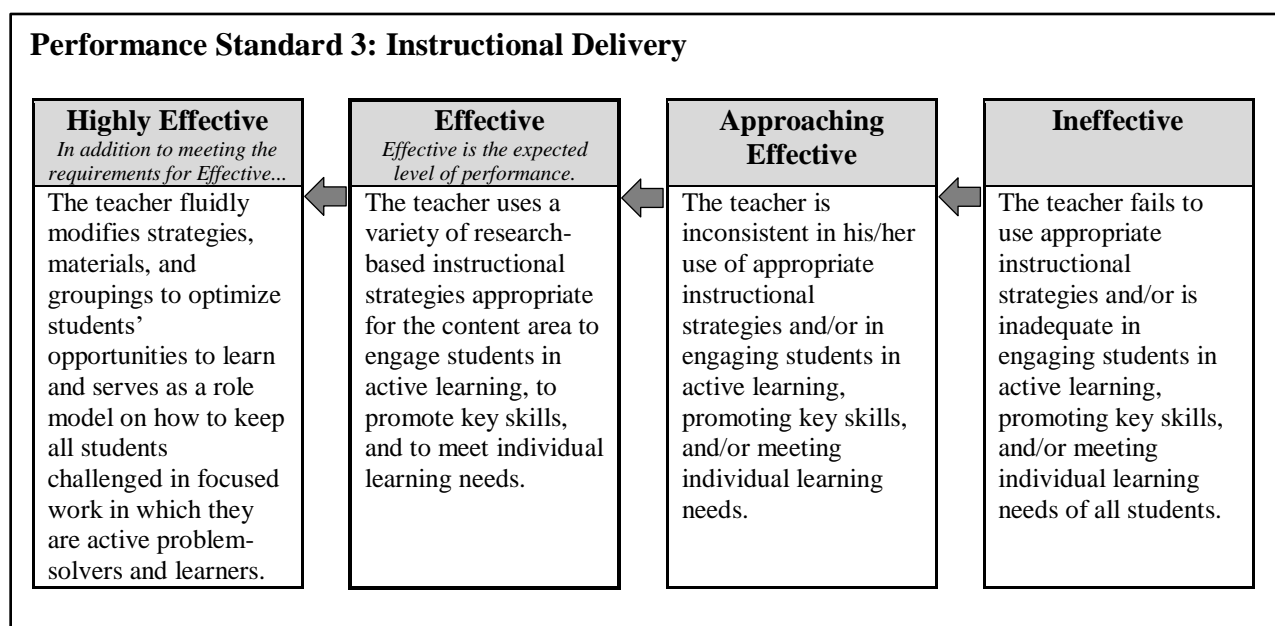 Performance Standard 3: Instructional Delivery
Highly Effective
In addition to meeting the
requirements for Effective...
The teacher fluidly
modifies strategies,
materials, and
groupings to optimize
students’
opportunities to learn
and serves as a role
model on how to keep
all students
challenged in focused
work in which they
are active problem-
solvers and learners.
Effective
Effective is the expected
level of performance.
The teacher uses a
variety of research-
based instructional
strategies appropriate
for the content area to
engage students in
active learning, to
promote key skills,
and to meet individual
learning needs.
Approaching
Effective
The teacher is
inconsistent in his/her
use of appropriate
instructional
strategies and/or in
engaging students in
active learning,
promoting key skills,
and/or meeting
individual learning
needs.
Ineffective
The teacher fails to
use appropriate
instructional
strategies and/or is
inadequate in
engaging students in
active learning,
promoting key skills,
and/or meeting
individual learning
needs of all students.